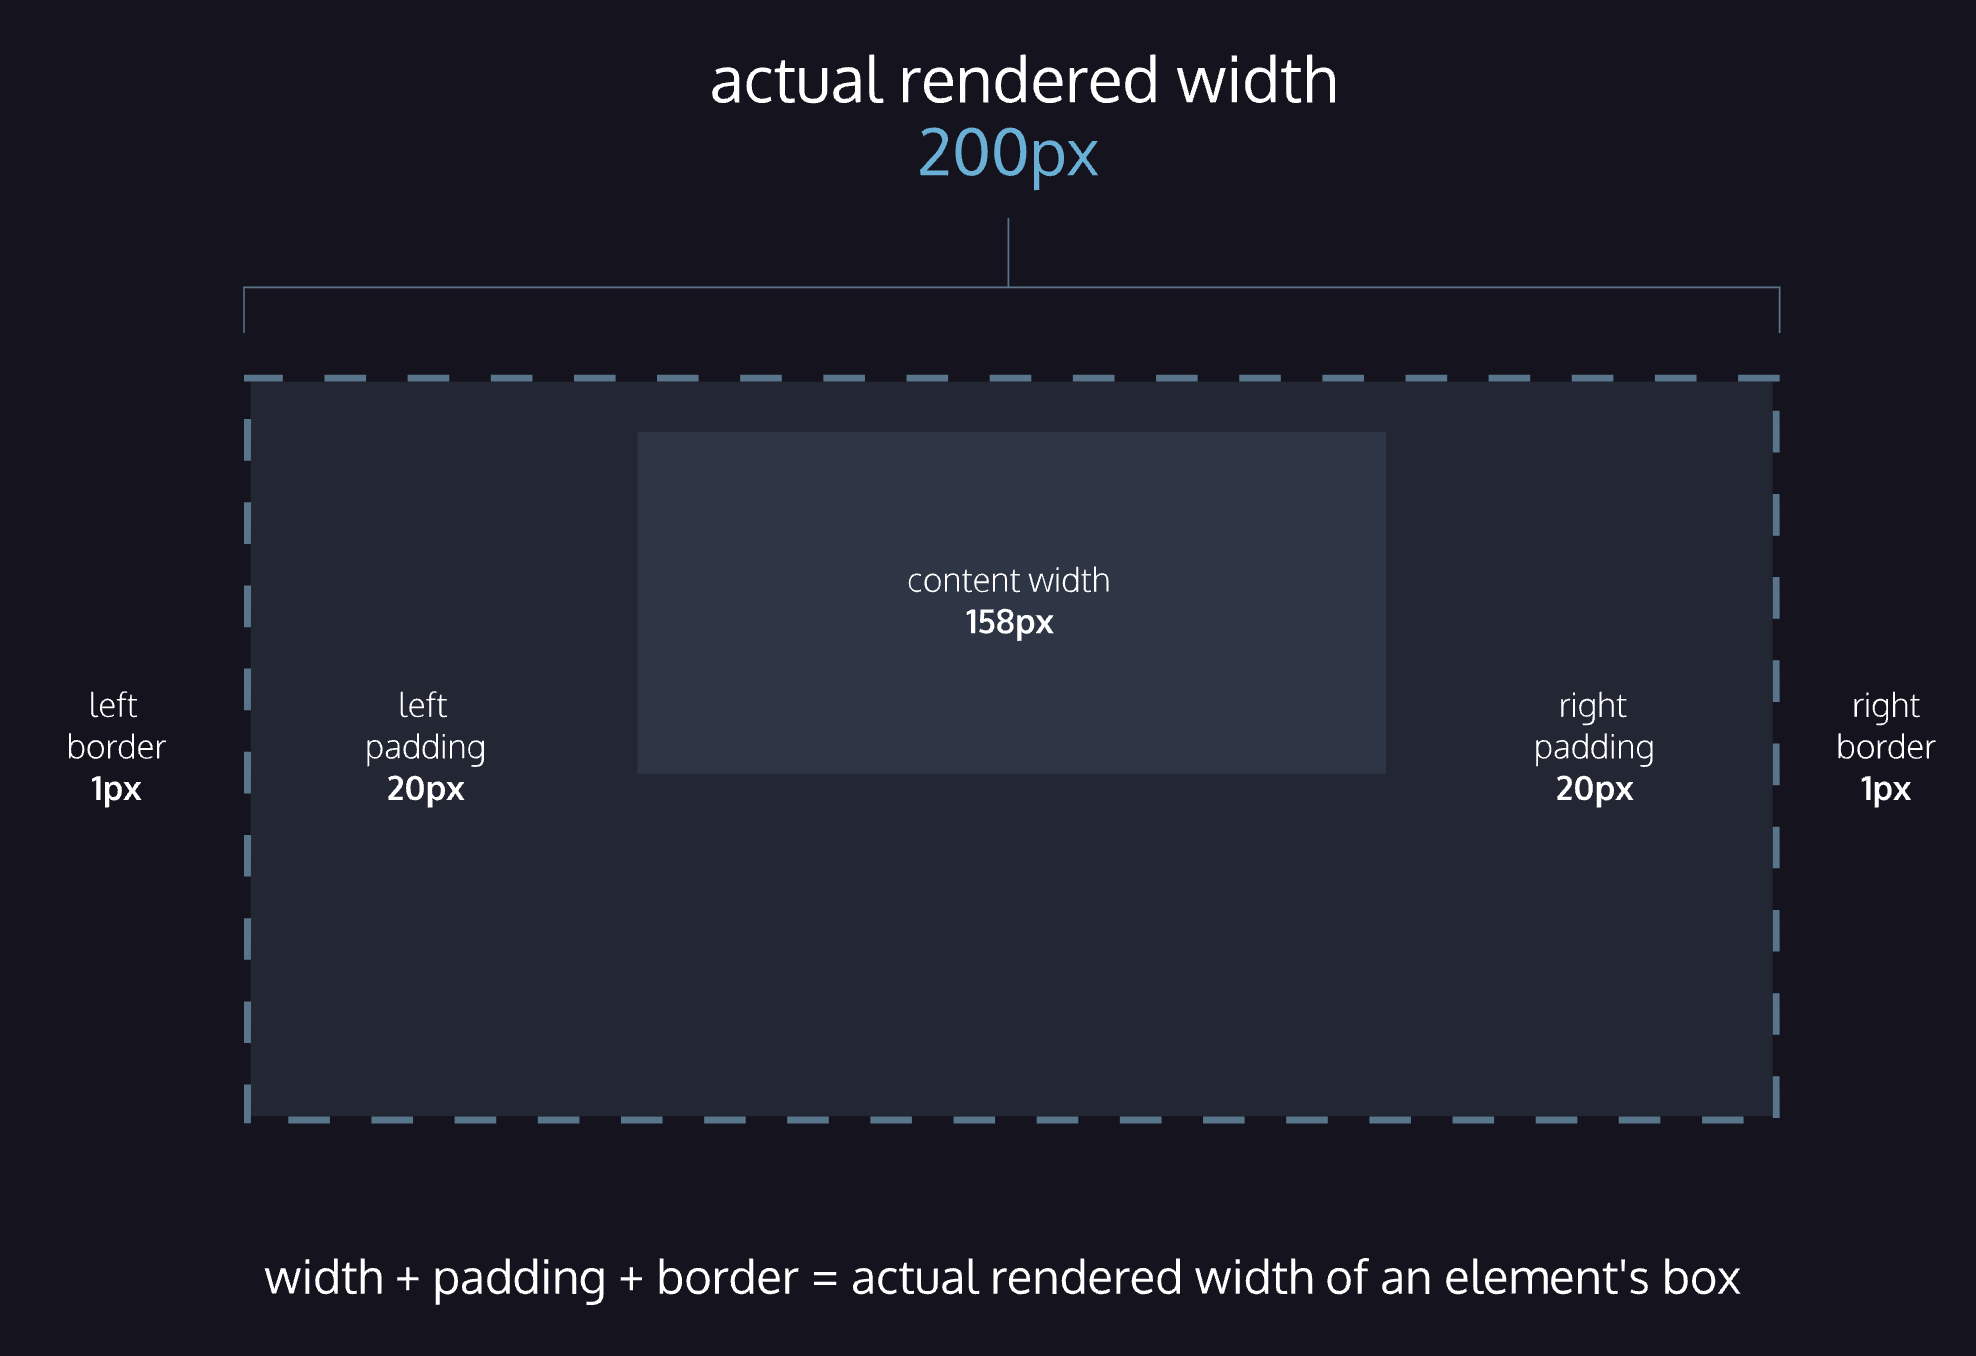 actual rendered width
200px
content width
158px
left
border
1px
left
padding
20px
right
padding
20px
right
border
1px
width + padding + border = actual rendered width of an element's box